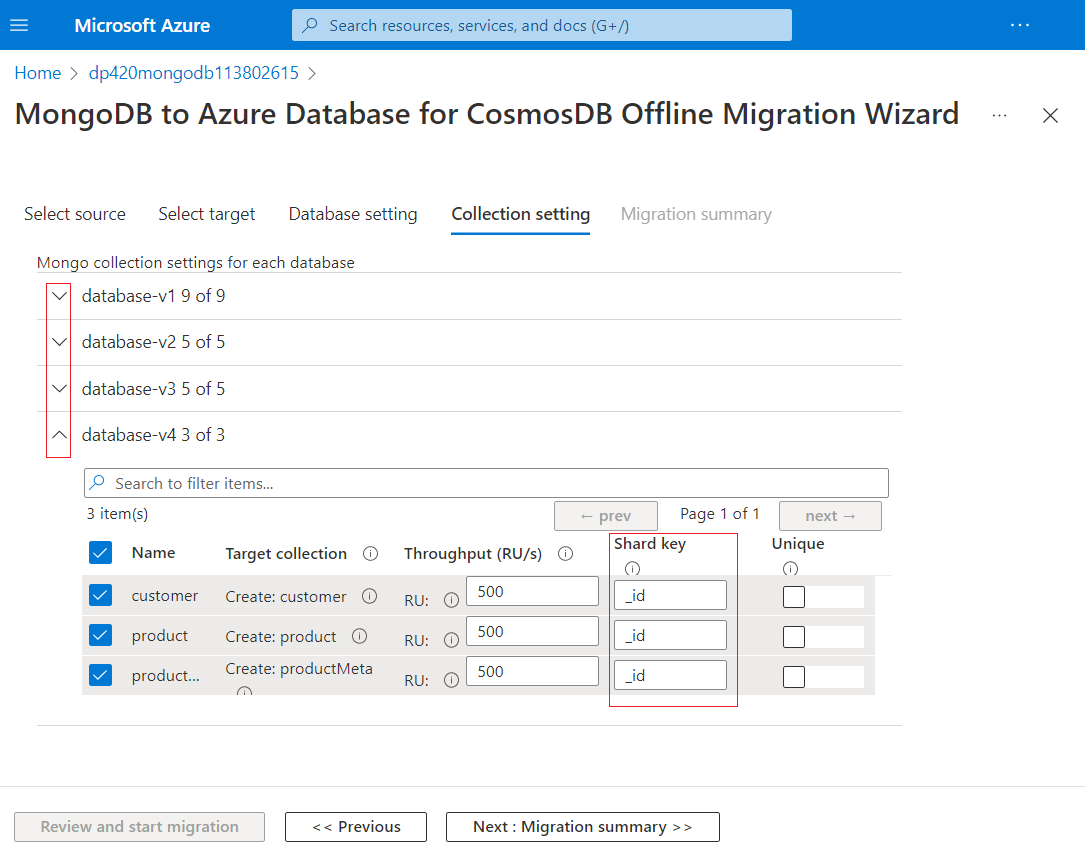 Microsoft Azure
Search resources, services, and docs (G+/)
Home > dp420mongodb113802615 >
MongoDB to Azure Database for CosmosDB Offline Migration Wizard
Select source Select target Database setting Collection setting Migration summary
Mongo collection settings for each database
database-v1 9 of 9
database-v2 5 of 5
database-v3 5 of 5
database-v4 3 of 3
Search to filter items...
3 item(s) ← prev Page 1 of 1 next →
Name Target collection Throughput (RU/s) Shard key Unique
customer Create: customer RU: 500 _id
product Create: product RU: 500 _id
product... Create: productMeta RU: 500 _id
Review and start migration << Previous Next : Migration summary >>